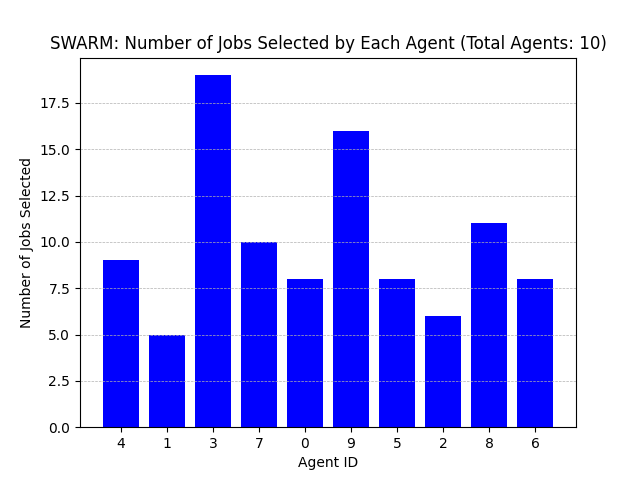 SWARM: Number of Jobs Selected by Each Agent (Total Agents: 10)
Number of Jobs Selected
17.5
15.0
12.5
10.0
7.5
5.0
2.5
0.0
4 1 3 7 0 9 5 2 8 6
Agent ID